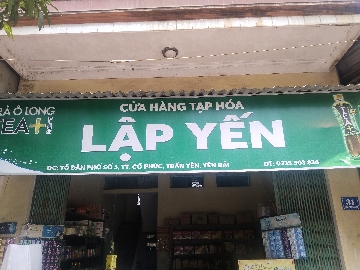 TRÀ Ô LONG
TEA+
CỬA HÀNG TẠP HÓA
LẬP YẾN
ĐC: TỔ DÂN PHỐ SỐ 3, TT. CỔ PHÚC, TRẤN YÊN, YÊN BÁI